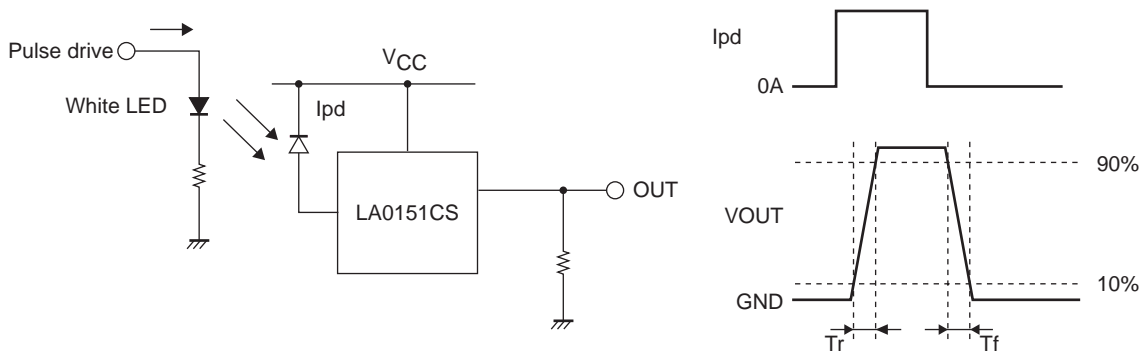 Pulse drive
White LED
VCC
Ipd
LA0151CS
OUT
Ipd
0A
90%
VOUT
10%
GND
Tr
Tf